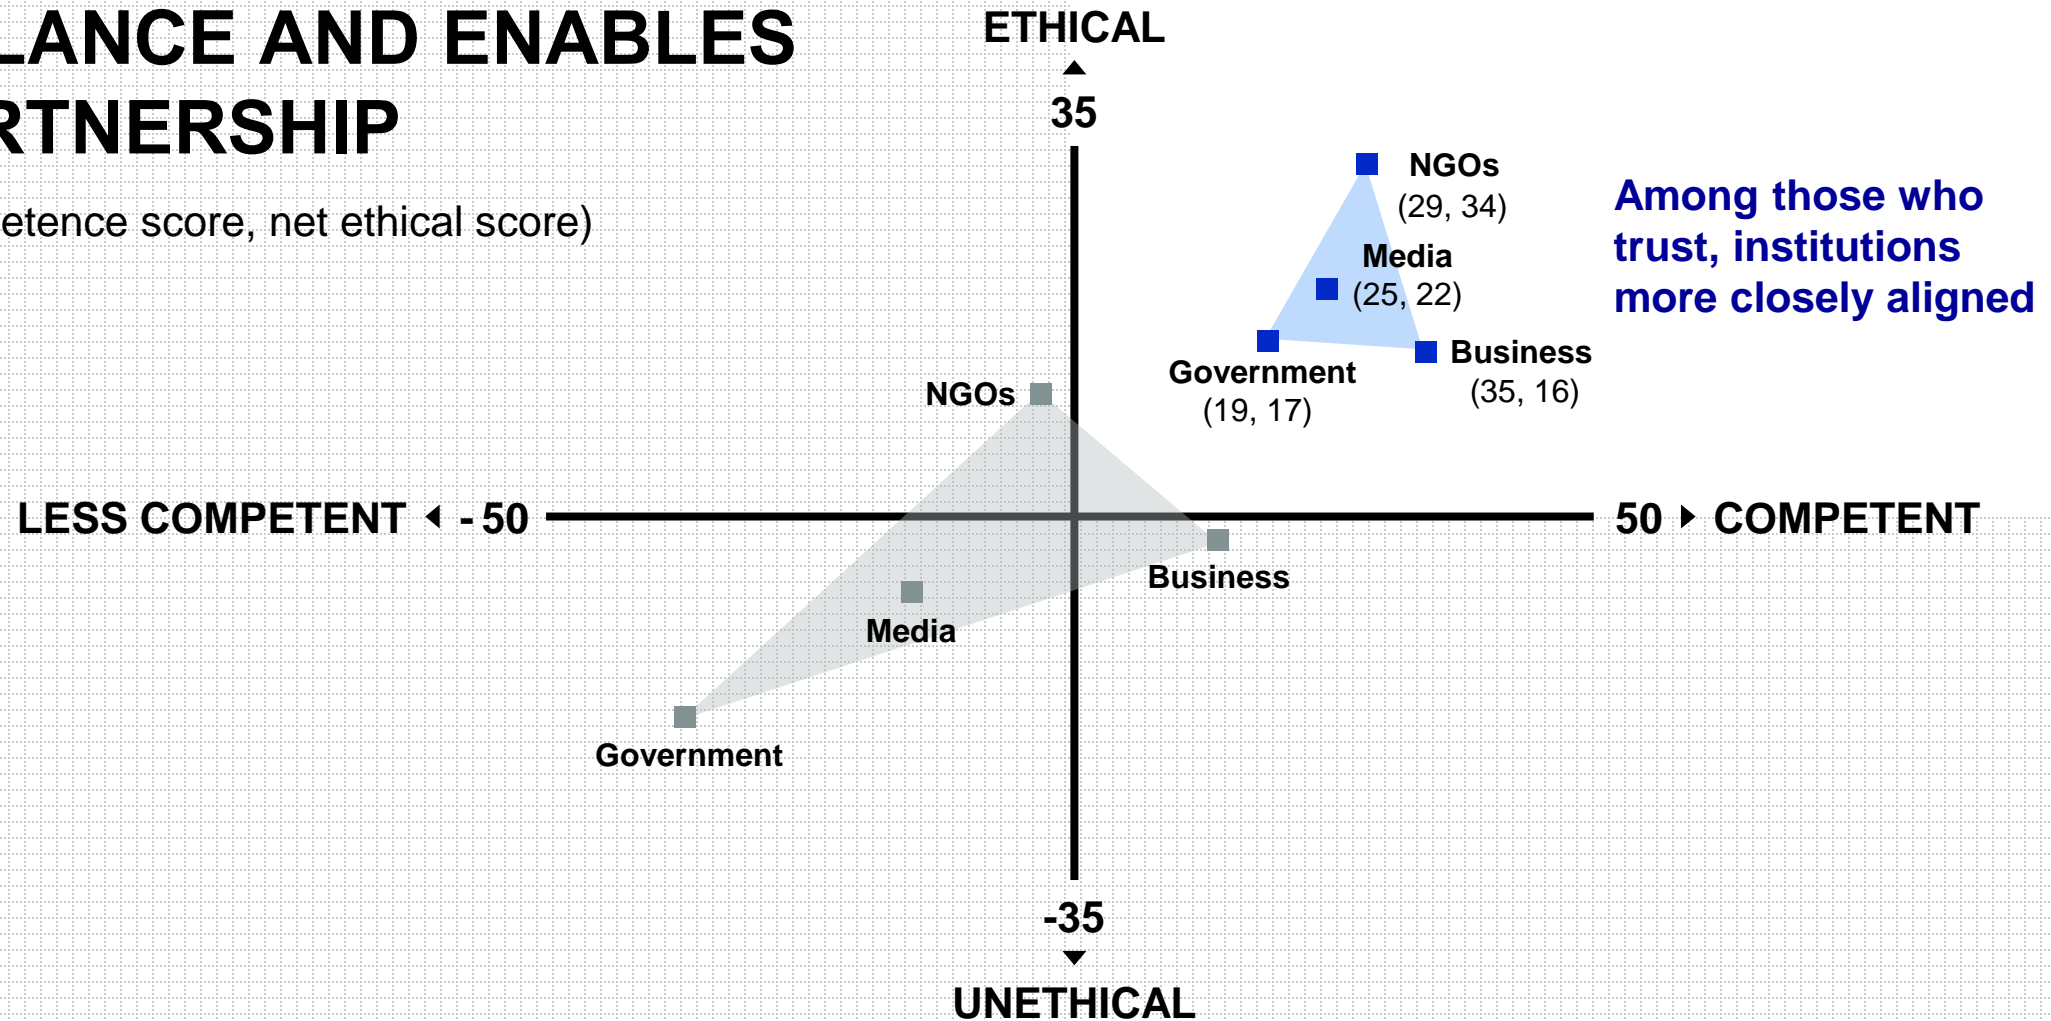 LANCE AND ENABLES
RTNERSHIP
etence score, net ethical score)
ETHICAL
35
NGOs
(29, 34)
Media
(25, 22)
Government
(19, 17)
Business
(35, 16)
Among those who
trust, institutions
more closely aligned
NGOs
LESS COMPETENT
- 50
50
COMPETENT
Business
Media
Government
-35
UNETHICAL